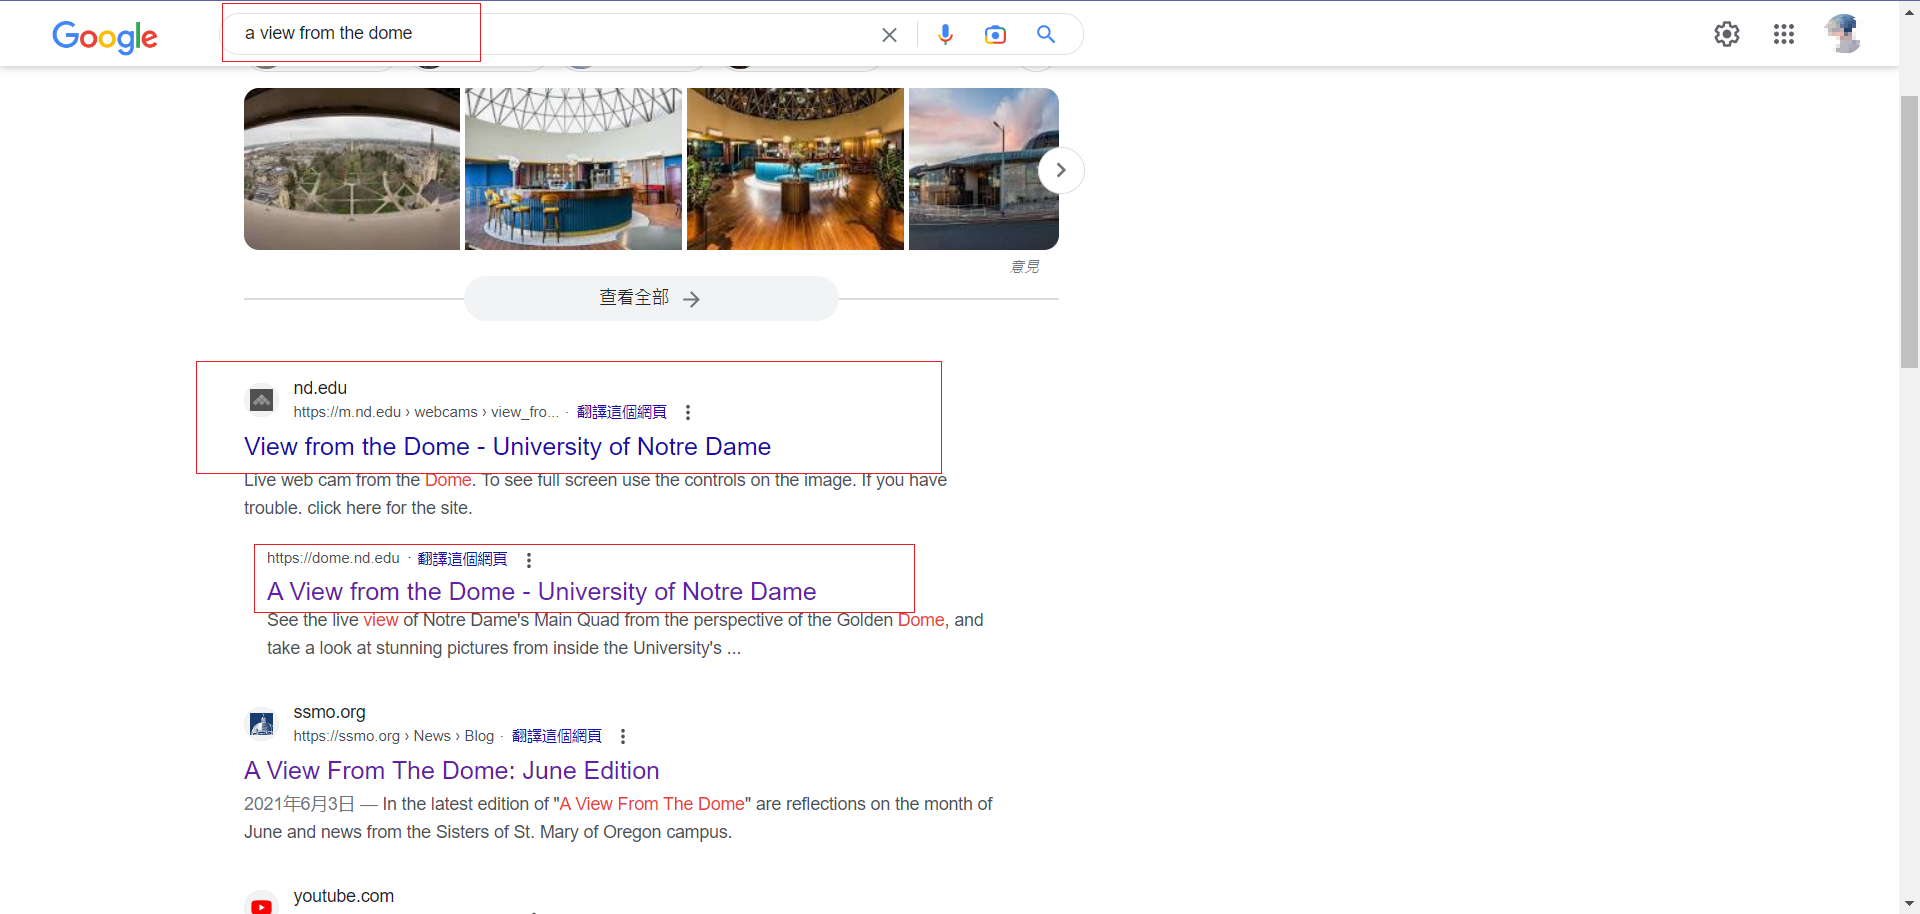 Google
a view from the dome
意見
查看全部
nd.edu
https://m.nd.edu › webcams › view_fro... · 翻譯這個網頁
View from the Dome - University of Notre Dame
Live web cam from the Dome. To see full screen use the controls on the image. If you have
trouble. click here for the site.
https://dome.nd.edu · 翻譯這個網頁
A View from the Dome - University of Notre Dame
See the live view of Notre Dame's Main Quad from the perspective of the Golden Dome, and
take a look at stunning pictures from inside the University's ...
ssmo.org
https://ssmo.org › News › Blog · 翻譯這個網頁
A View From The Dome: June Edition
2021年6月3日 — In the latest edition of "A View From The Dome" are reflections on the month of
June and news from the Sisters of St. Mary of Oregon campus.
youtube.com